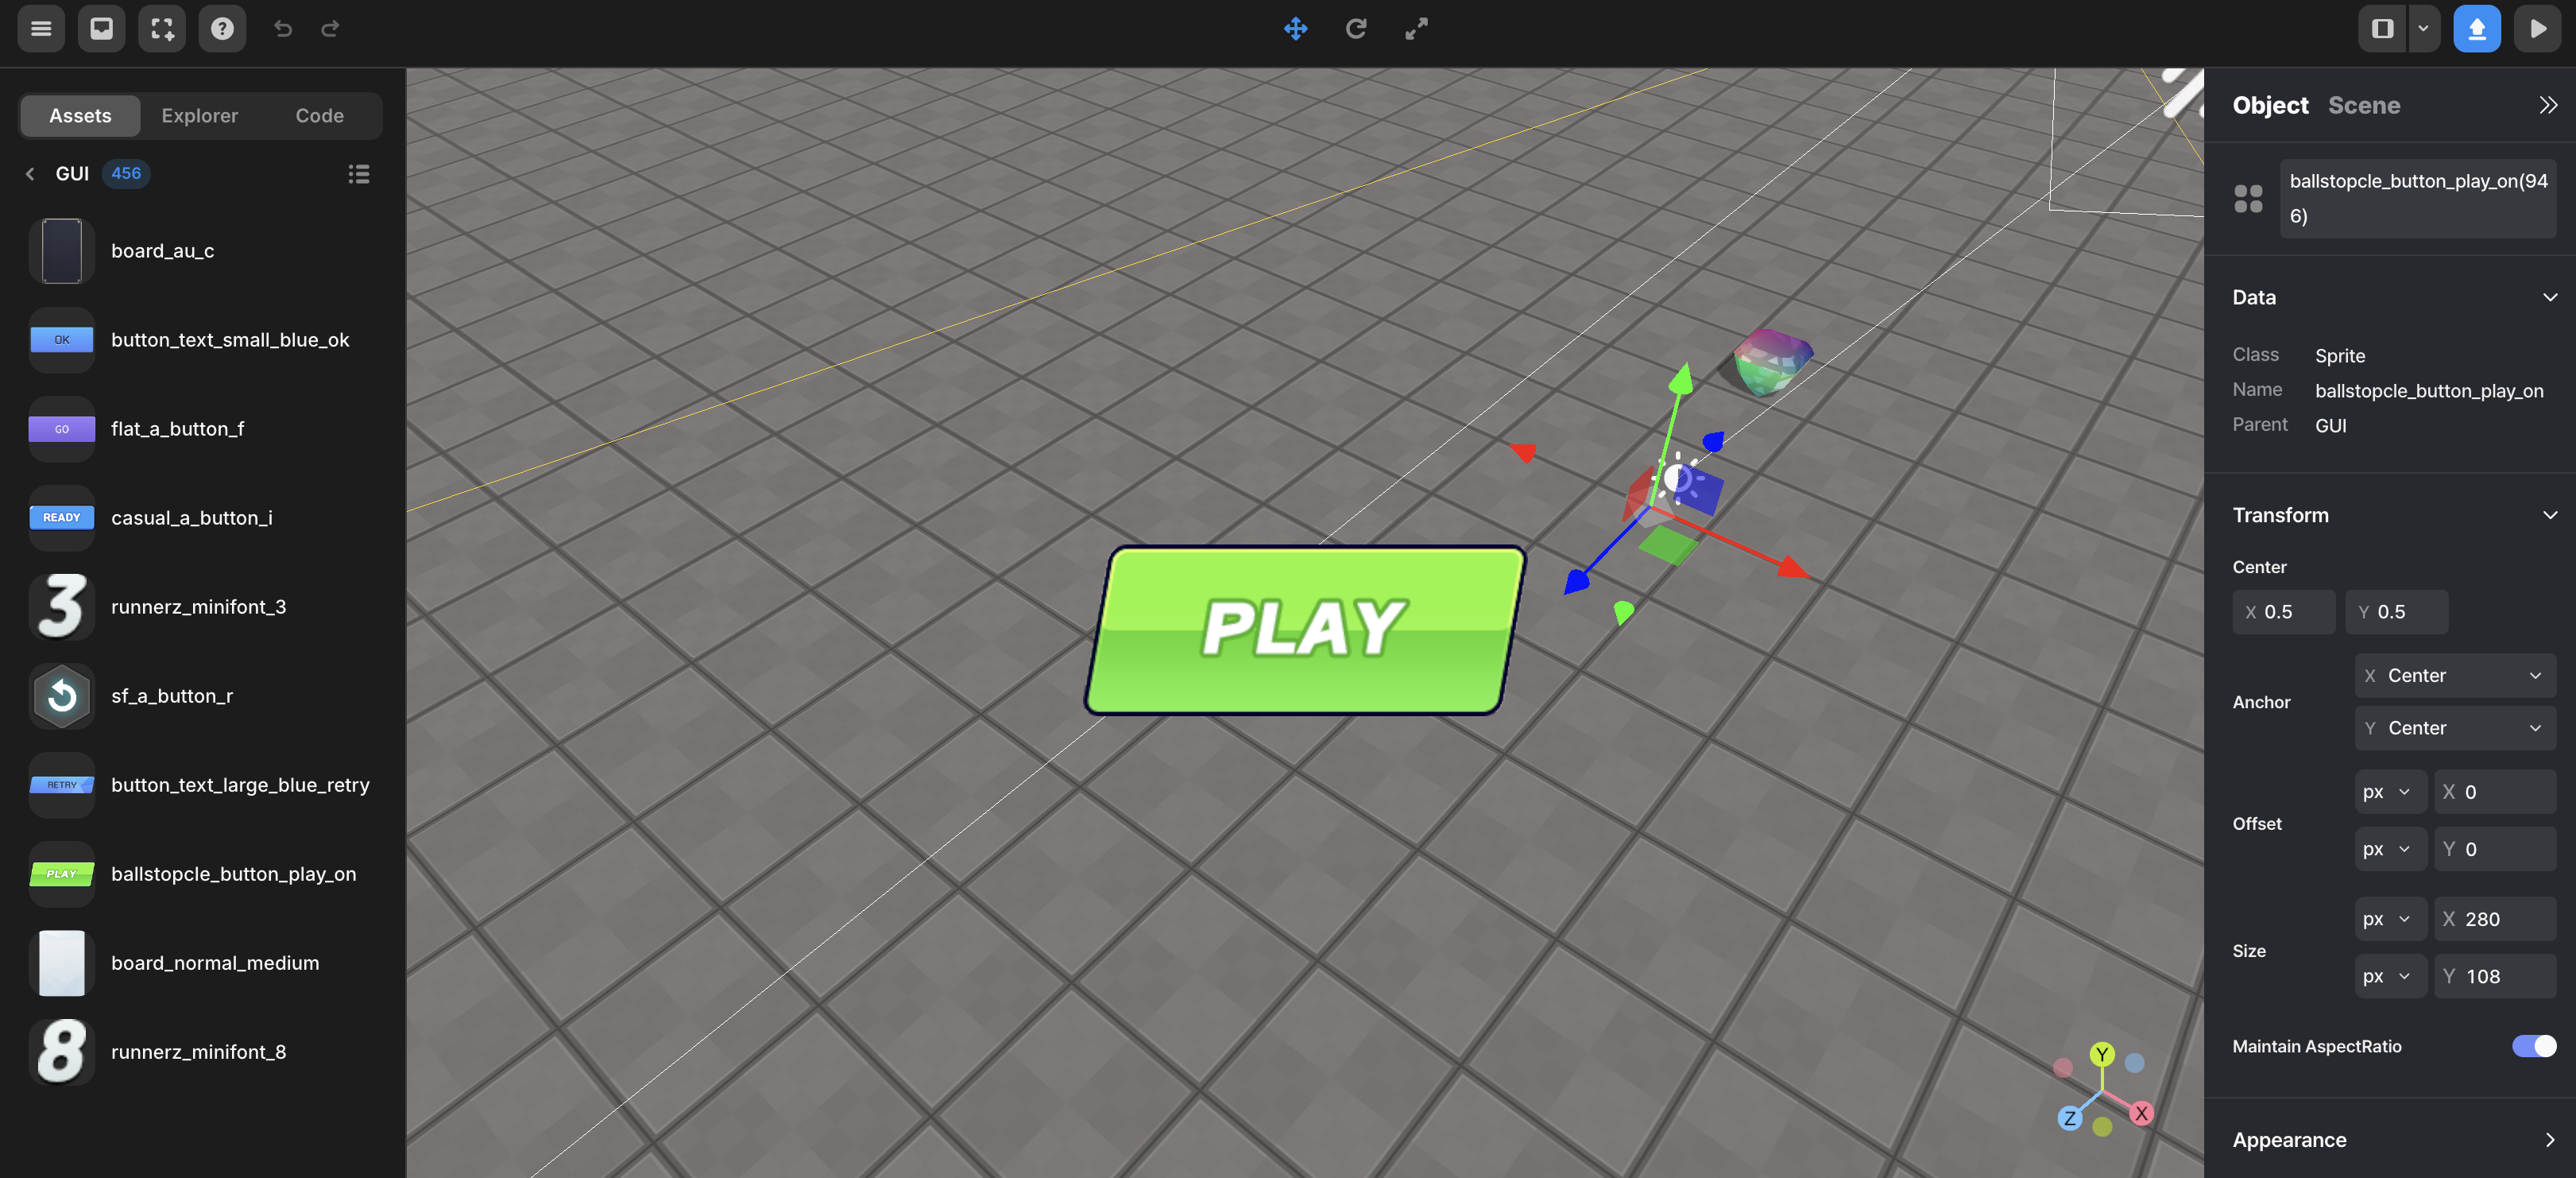 Assets Explorer Code
GUI 456
board_au_c
OK
button_text_small_blue_ok
GO
flat_a_button_f
READY
casual_a_button_i
3
runnerz_minifont_3
sf_a_button_r
RETRY
button_text_large_blue_retry
PLAY
ballstopcle_button_play_on
board_normal_medium
8
runnerz_minifont_8
?
PLAY
Y
Z X
Object Scene
ballstopcle_button_play_on(94
6)
Data
Class Sprite
Name ballstopcle_button_play_on
Parent GUI
Transform
Center
X 0.5 Y 0.5
Anchor
X Center
Y Center
Offset
px X 0
px Y 0
Size
px X 280
px Y 108
Maintain AspectRatio
Appearance